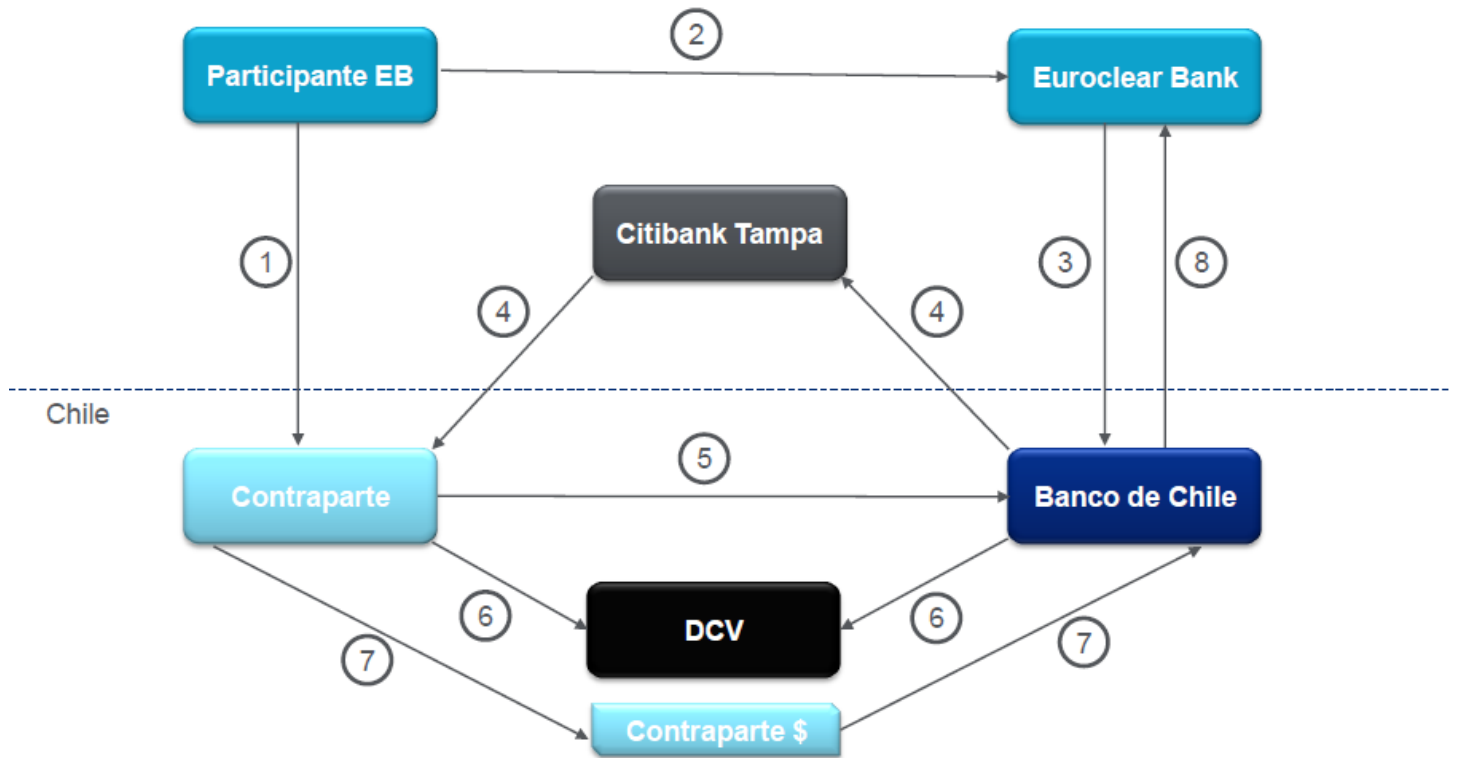 2
Participante EB
Euroclear Bank
Citibank Tampa
1
3
8
4
4
Chile
5
Contraparte
Banco de Chile
6
6
DCV
7
7
Contraparte $